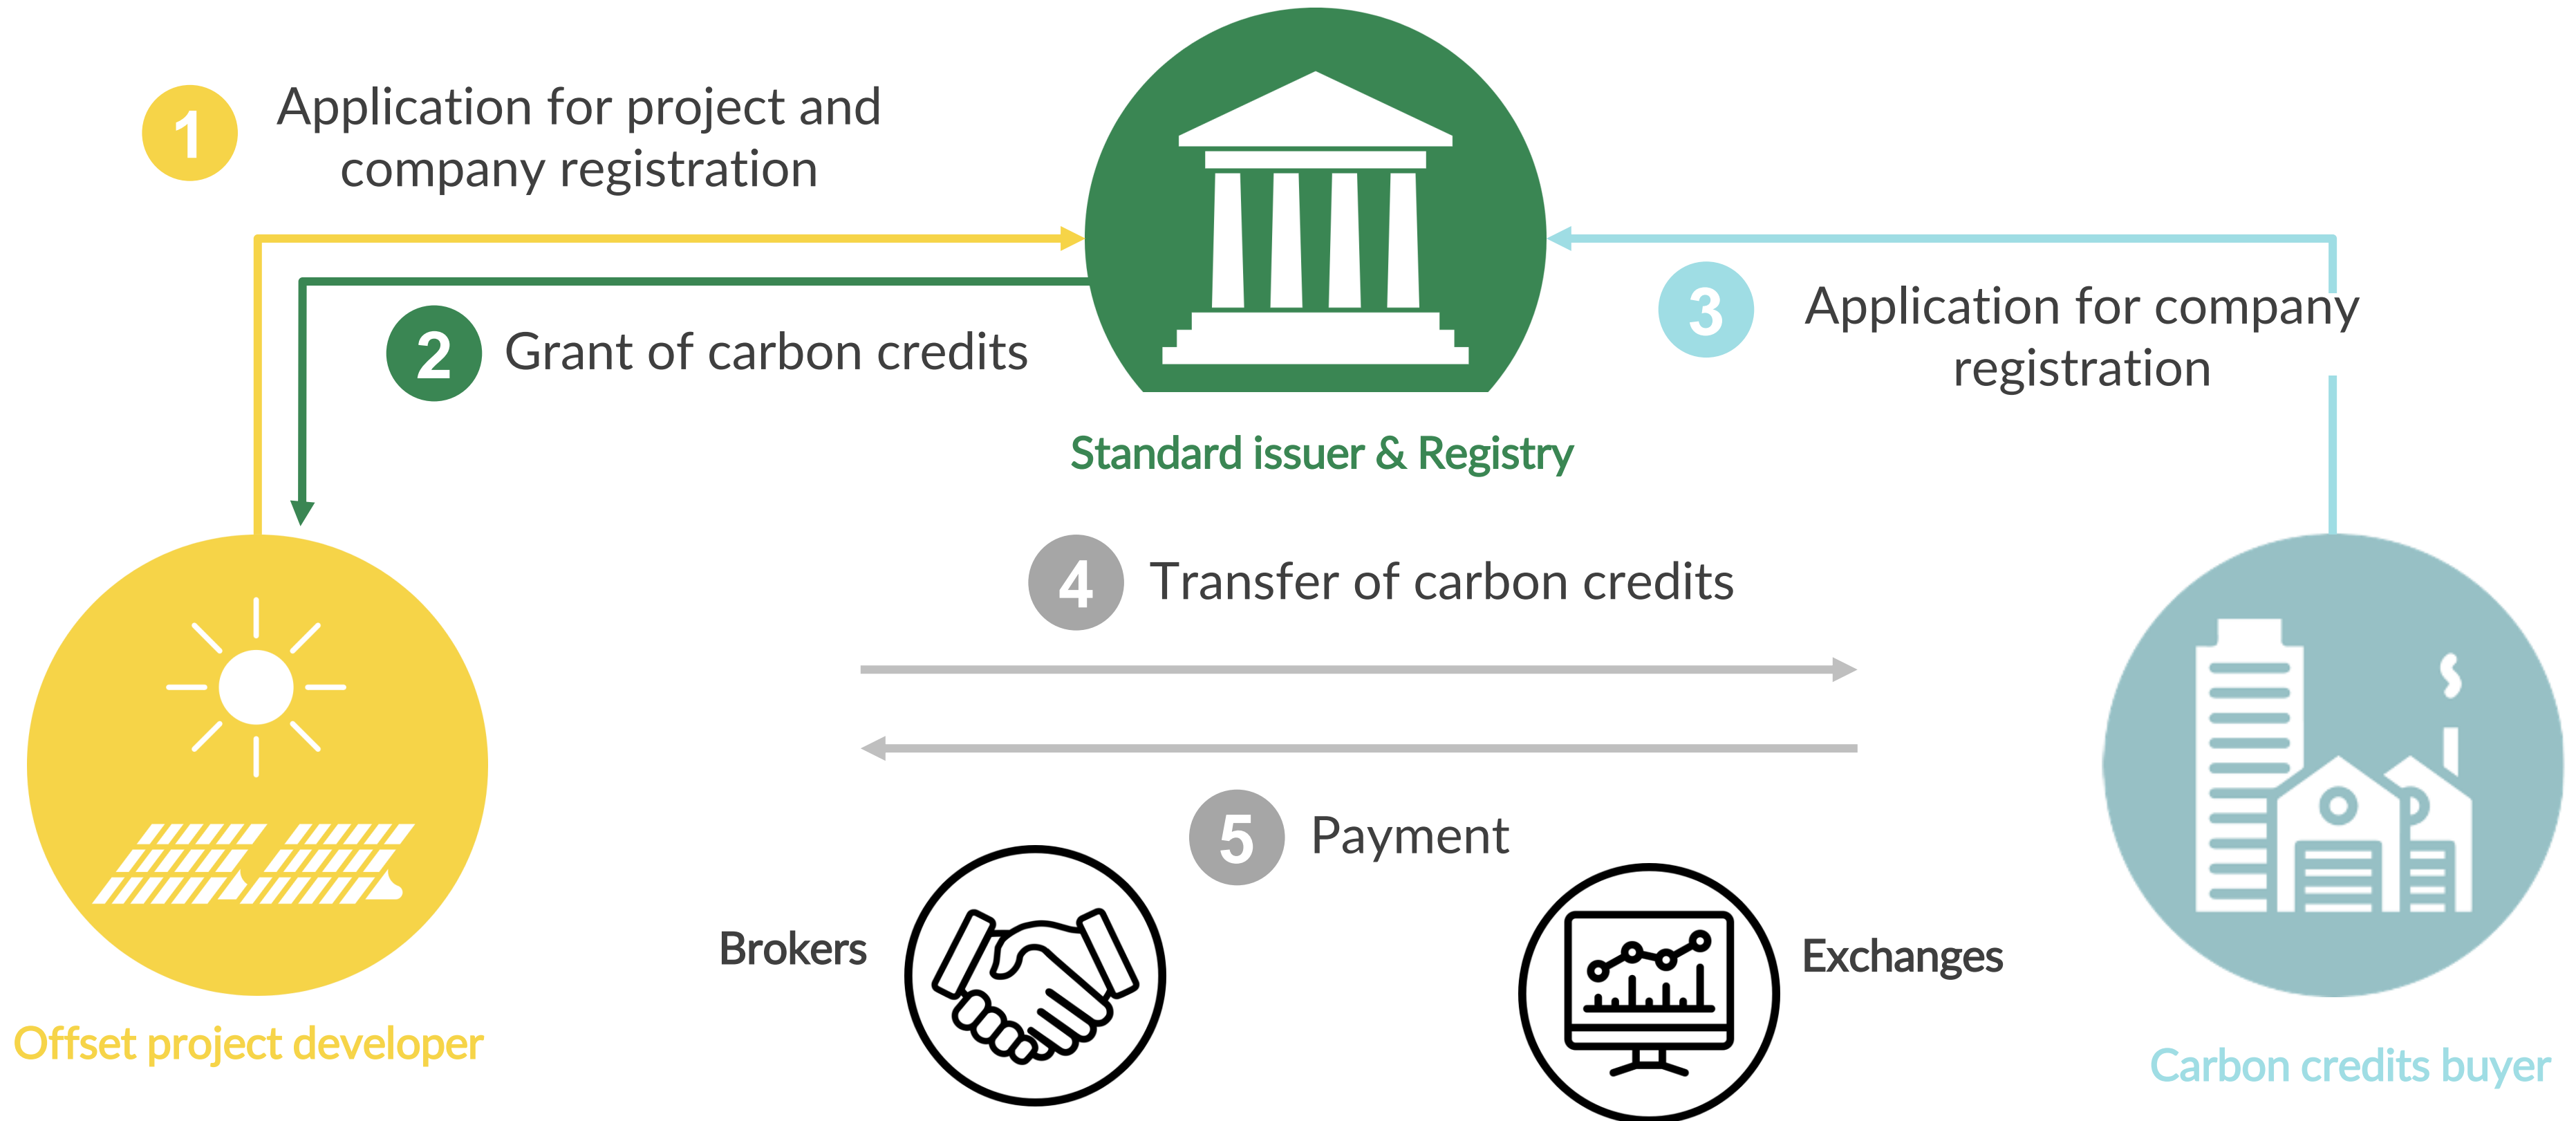 1
Application for project and
company registration
2
Grant of carbon credits
Standard issuer & Registry
3
Application for company
registration
4
Transfer of carbon credits
5
Payment
Brokers
Exchanges
Offset project developer
Carbon credits buyer